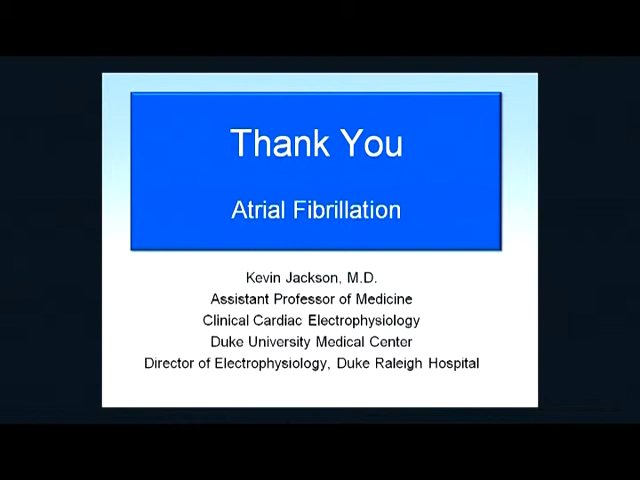 Thank You
Atrial Fibrillation
Kevin Jackson, M.D.
Assistant Professor of Medicine
Clinical Cardiac Electrophysiology
Duke University Medical Center
Director of Electrophysiology, Duke Raleigh Hospital